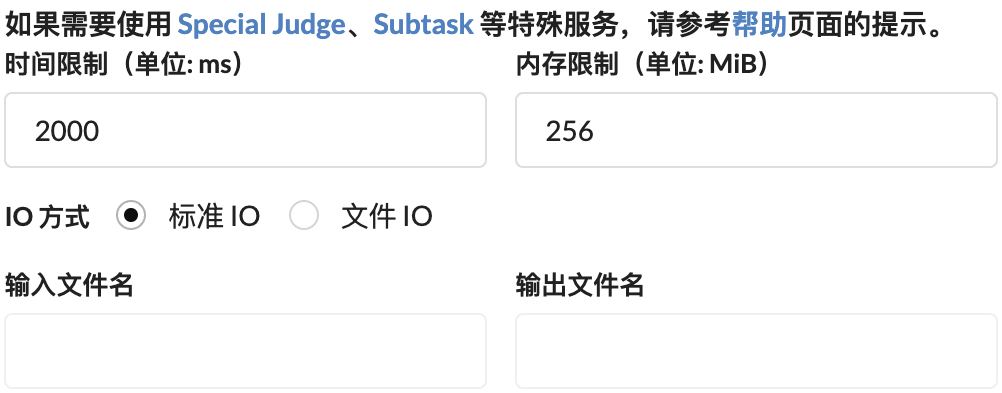 如果需要使用 Special Judge、Subtask 等特殊服务，请参考帮助页面的提示。
时间限制（单位: ms） 内存限制（单位: MiB）
2000 256
IO 方式 标准 IO 文件 IO
输入文件名 输出文件名